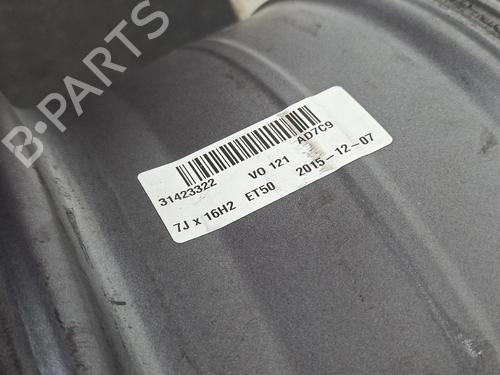 B-PARTS
31423322 VO 121 AD7C9
7J x 16H2 ET50 2015-12-07